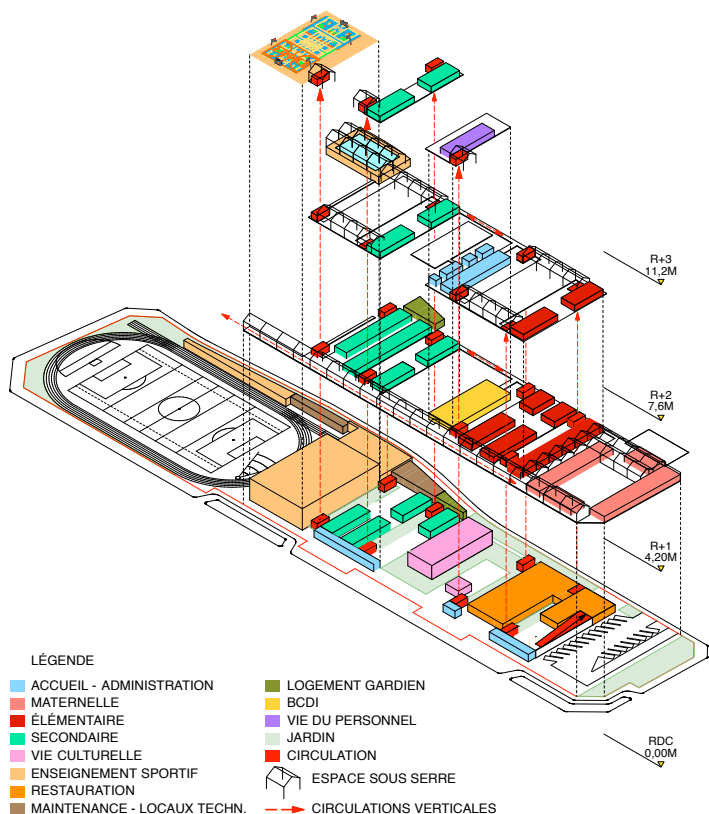 R+3
11,2M
R+2
7,6M
R+1
4,20M
RDC
0,00M
LÉGENDE
ACCUEIL - ADMINISTRATION
MATERNELLE
ÉLÉMENTAIRE
SECONDAIRE
VIE CULTURELLE
ENSEIGNEMENT SPORTIF
RESTAURATION
MAINTENANCE - LOCAUX TECHN.
LOGEMENT GARDIEN
BCDI
VIE DU PERSONNEL
JARDIN
CIRCULATION
ESPACE SOUS SERRE
CIRCULATIONS VERTICALES